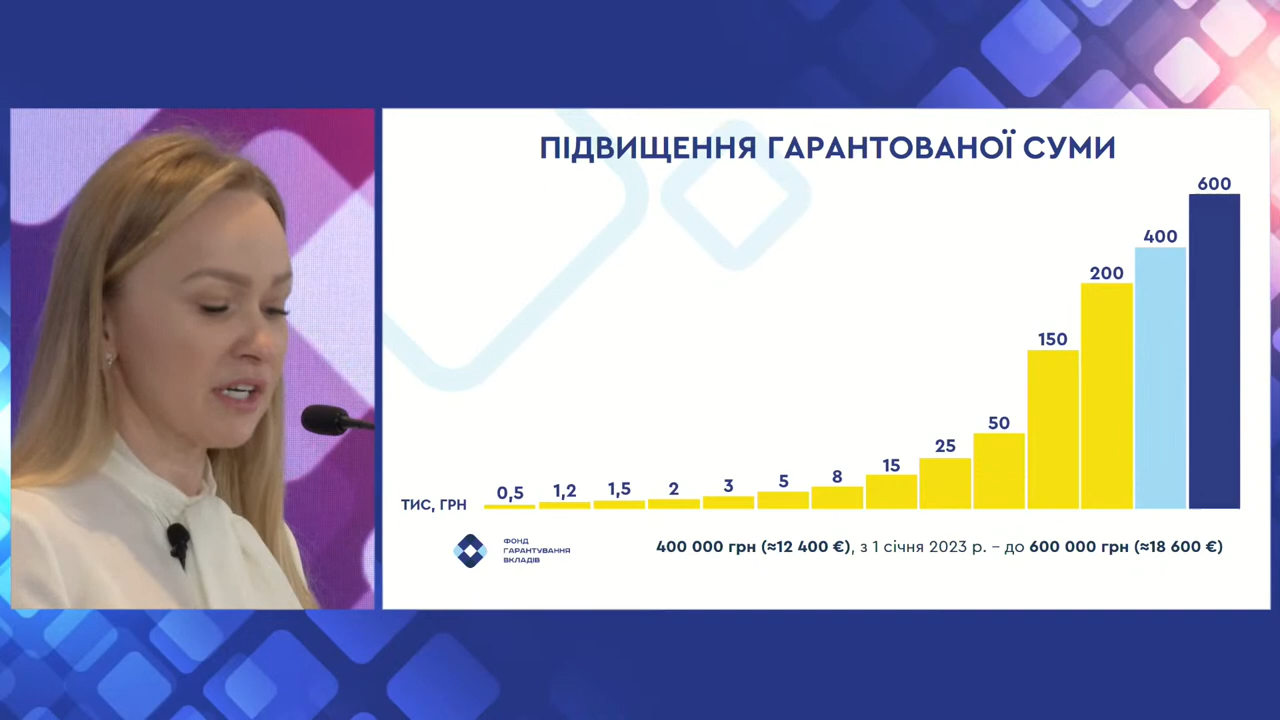 ПІДВИЩЕННЯ ГАРАНТОВАНОЇ СУМИ
600
400
200
150
50
25
15
8
5
3
2
1,5
1,2
0,5
ТИС, ГРН
ФОНД
ГАРАНТУВАННЯ
ВКЛАДІВ
400 000 грн (≈12 400 €), з 1 січня 2023 р. – до 600 000 грн (≈18 600 €)